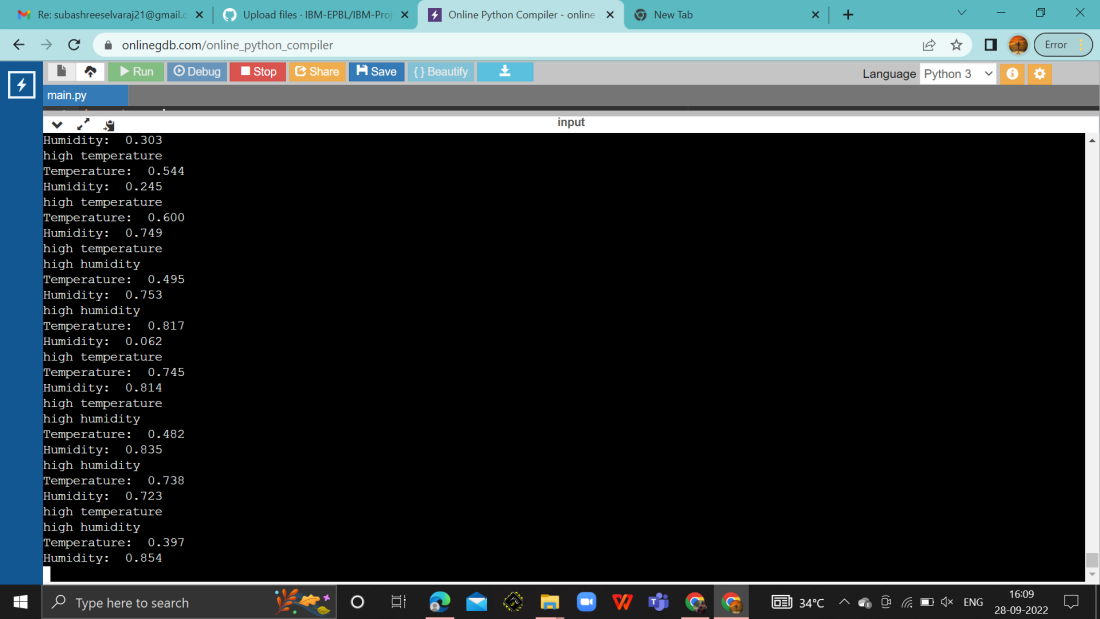 Re: subashreeselvaraj21@gmail.c
Upload files - IBM-EPBL/IBM-Proj
Online Python Compiler - online
New Tab
onlinegdb.com/online_python_compiler
Error
Run
Debug
Stop
Share
Save
{ } Beautify
Language
Python 3
main.py
input
Humidity:  0.303
high temperature
Temperature:  0.544
Humidity:  0.245
high temperature
Temperature:  0.600
Humidity:  0.749
high temperature
high humidity
Temperature:  0.495
Humidity:  0.753
high humidity
Temperature:  0.817
Humidity:  0.062
high temperature
Temperature:  0.745
Humidity:  0.814
high temperature
high humidity
Temperature:  0.482
Humidity:  0.835
high humidity
Temperature:  0.738
Humidity:  0.723
high temperature
high humidity
Temperature:  0.397
Humidity:  0.854
Type here to search
34°C
ENG
16:09
28-09-2022